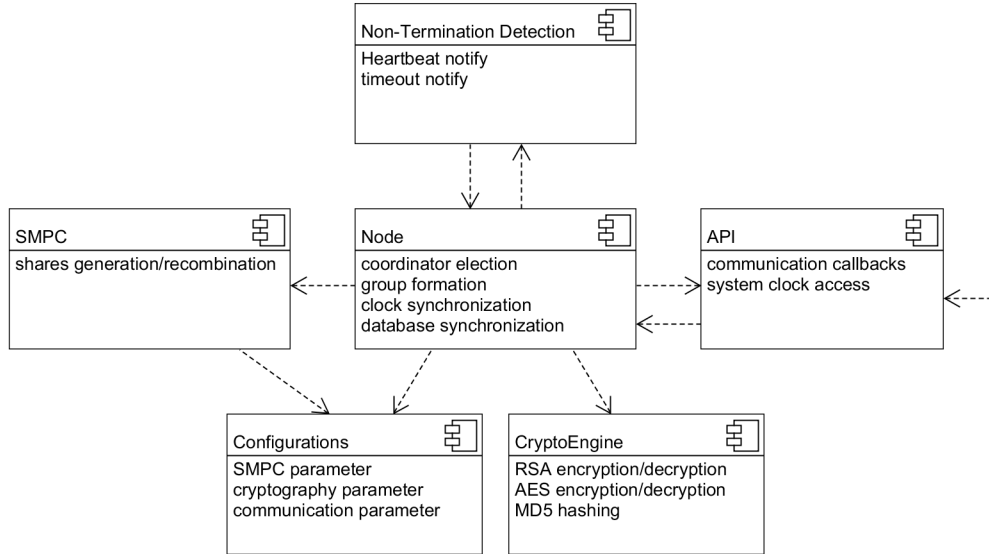 Non-Termination Detection
Heartbeat notify
timeout notify
SMPC
shares generation/recombination
Node
coordinator election
group formation
clock synchronization
database synchronization
API
communication callbacks
system clock access
Configurations
SMPC parameter
cryptography parameter
communication parameter
CryptoEngine
RSA encryption/decryption
AES encryption/decryption
MD5 hashing